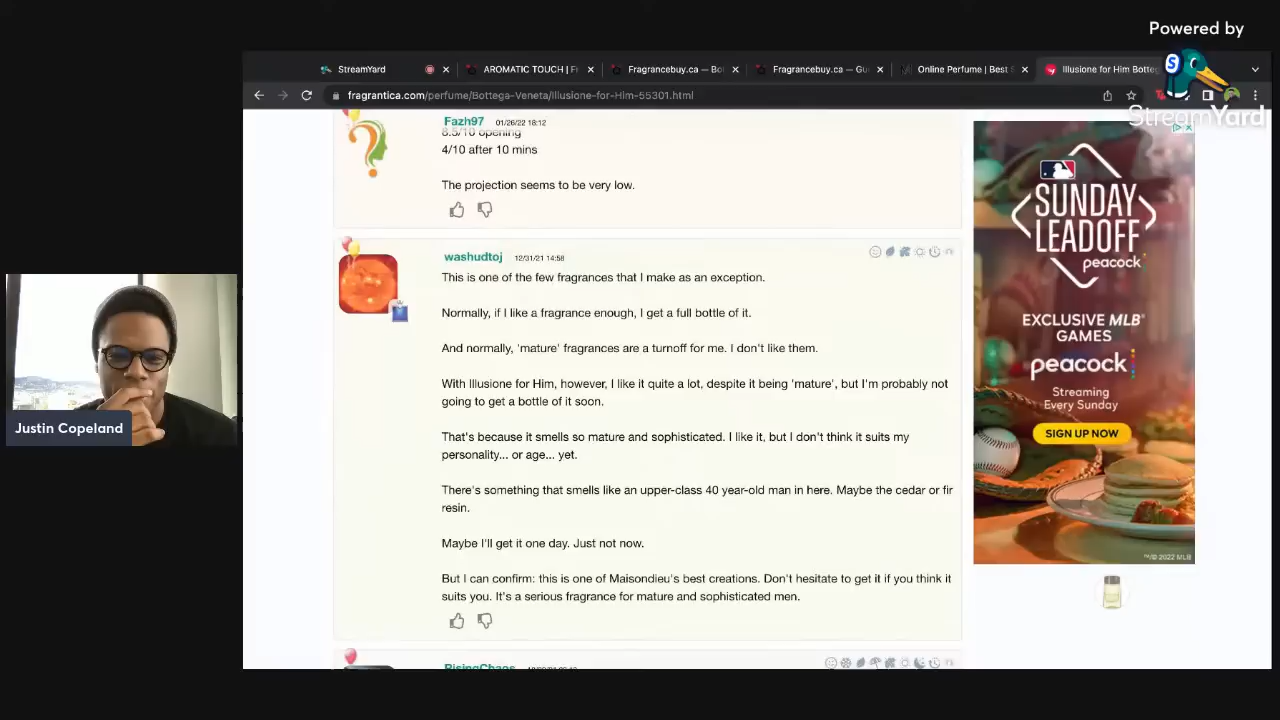 Powered by
StreamYard
StreamYard
AROMATIC TOUCH | F
Fragrancebuy.ca — Bo
Fragrancebuy.ca — Gu
Online Perfume | Best S
Illusione for Him Botteg
fragrantica.com/perfume/Bottega-Veneta/Illusione-for-Him-55301.html
Fazh97 01/26/22 18:12
8.5/10 opening
4/10 after 10 mins
The projection seems to be very low.
washudtoj 12/31/21 14:58
This is one of the few fragrances that I make as an exception.
Normally, if I like a fragrance enough, I get a full bottle of it.
And normally, 'mature' fragrances are a turnoff for me. I don't like them.
With Illusione for Him, however, I like it quite a lot, despite it being 'mature', but I'm probably not
going to get a bottle of it soon.
That's because it smells so mature and sophisticated. I like it, but I don't think it suits my
personality... or age... yet.
There's something that smells like an upper-class 40 year-old man in here. Maybe the cedar or fir
resin.
Maybe I'll get it one day. Just not now.
But I can confirm: this is one of Maisondieu's best creations. Don't hesitate to get it if you think it
suits you. It's a serious fragrance for mature and sophisticated men.
RisingChaos
SUNDAY
LEADOFF
peacock
EXCLUSIVE MLB
GAMES
peacock
Streaming
Every Sunday
SIGN UP NOW
™/© 2022 MLB
Justin Copeland